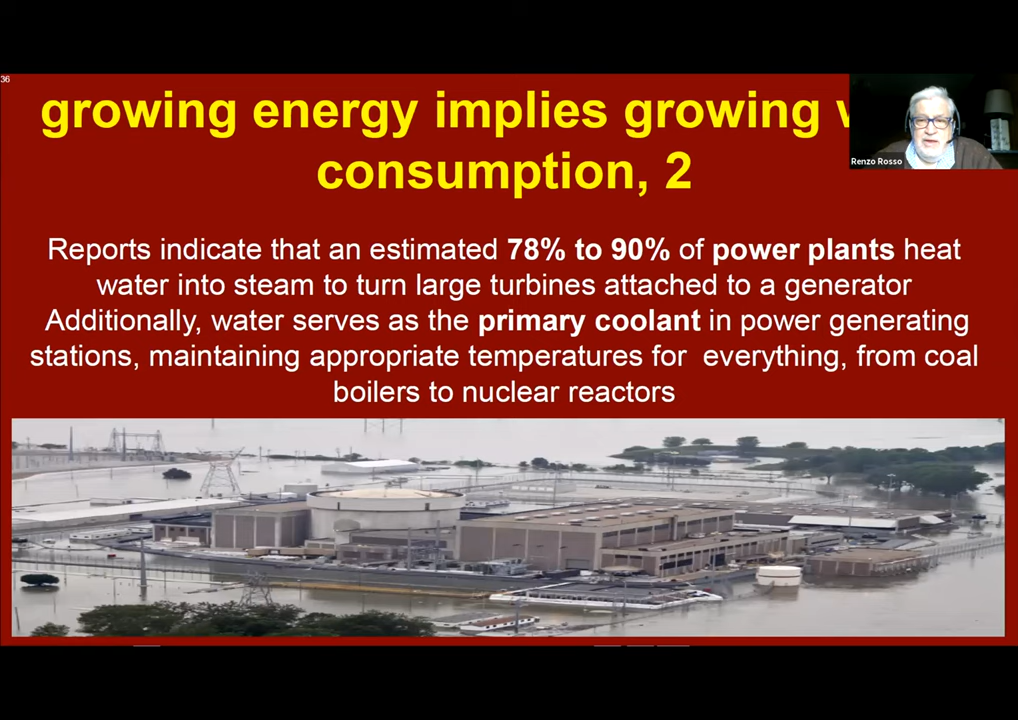 36
growing energy implies growing
consumption, 2
Renzo Rosso
Reports indicate that an estimated 78% to 90% of power plants heat
water into steam to turn large turbines attached to a generator
Additionally, water serves as the primary coolant in power generating
stations, maintaining appropriate temperatures for  everything, from coal
boilers to nuclear reactors